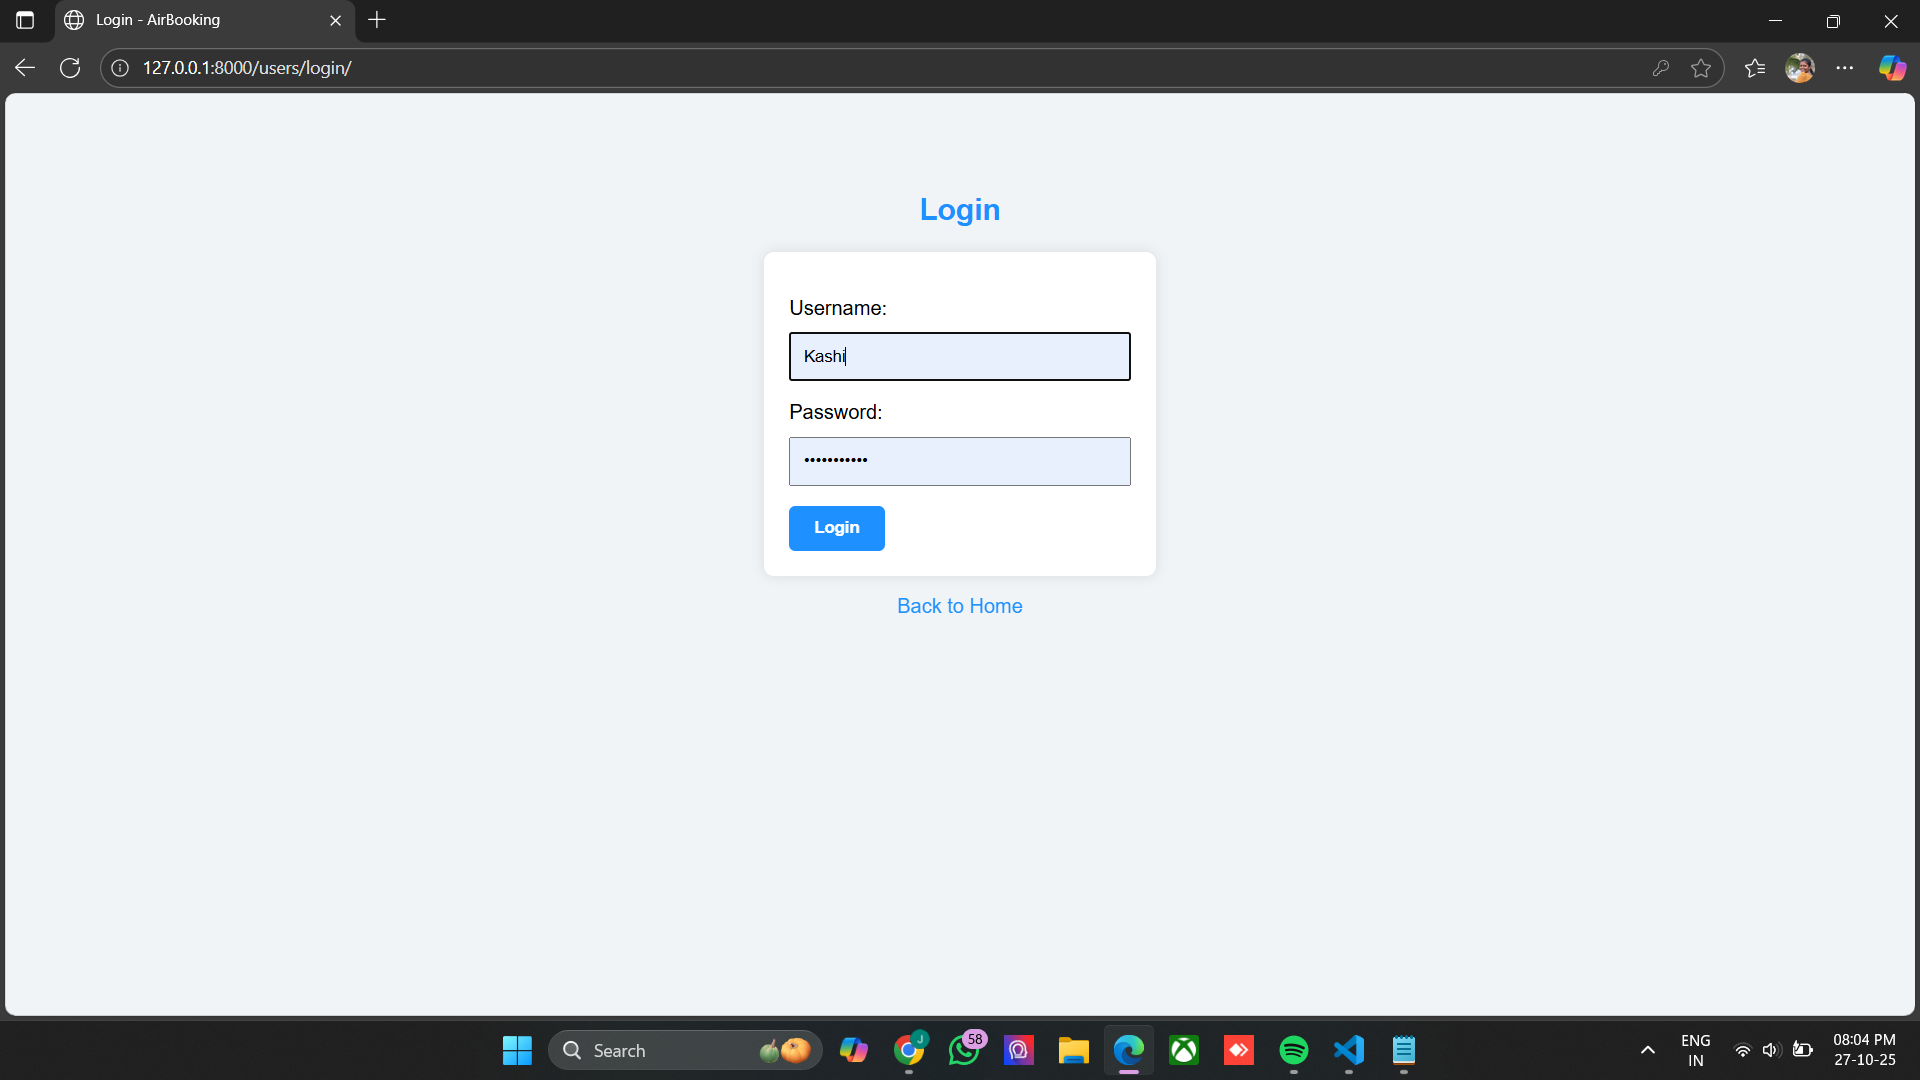 Login - AirBooking
127.0.0.1:8000/users/login/
Login
Username:
Kashi
Password:
•••••••••••
Login
Back to Home
Search
J
58
ENG
IN
08:04 PM
27-10-25